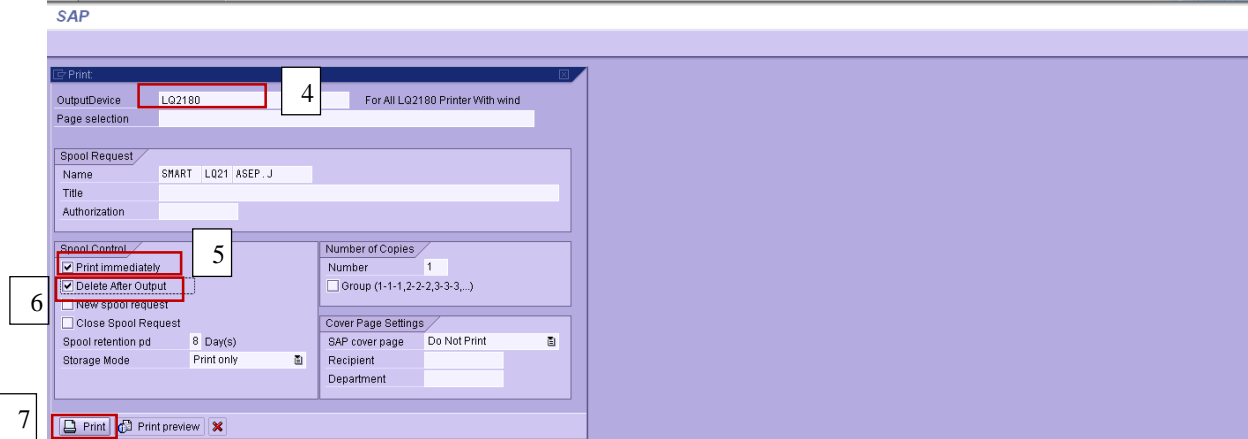 SAP
Print:
OutputDevice LQ2180 4 For All LQ2180 Printer With wind
Page selection
Spool Request
Name SMART LQ21 ASEP.J
Title
Authorization
Spool Control 5 Number of Copies
Print immediately Number 1
6 Delete After Output Group (1-1-1,2-2-2,3-3-3,...)
New spool request
Close Spool Request Cover Page Settings
Spool retention pd 8 Day(s) SAP cover page Do Not Print
Storage Mode Print only Recipient
Department
7 Print Print preview